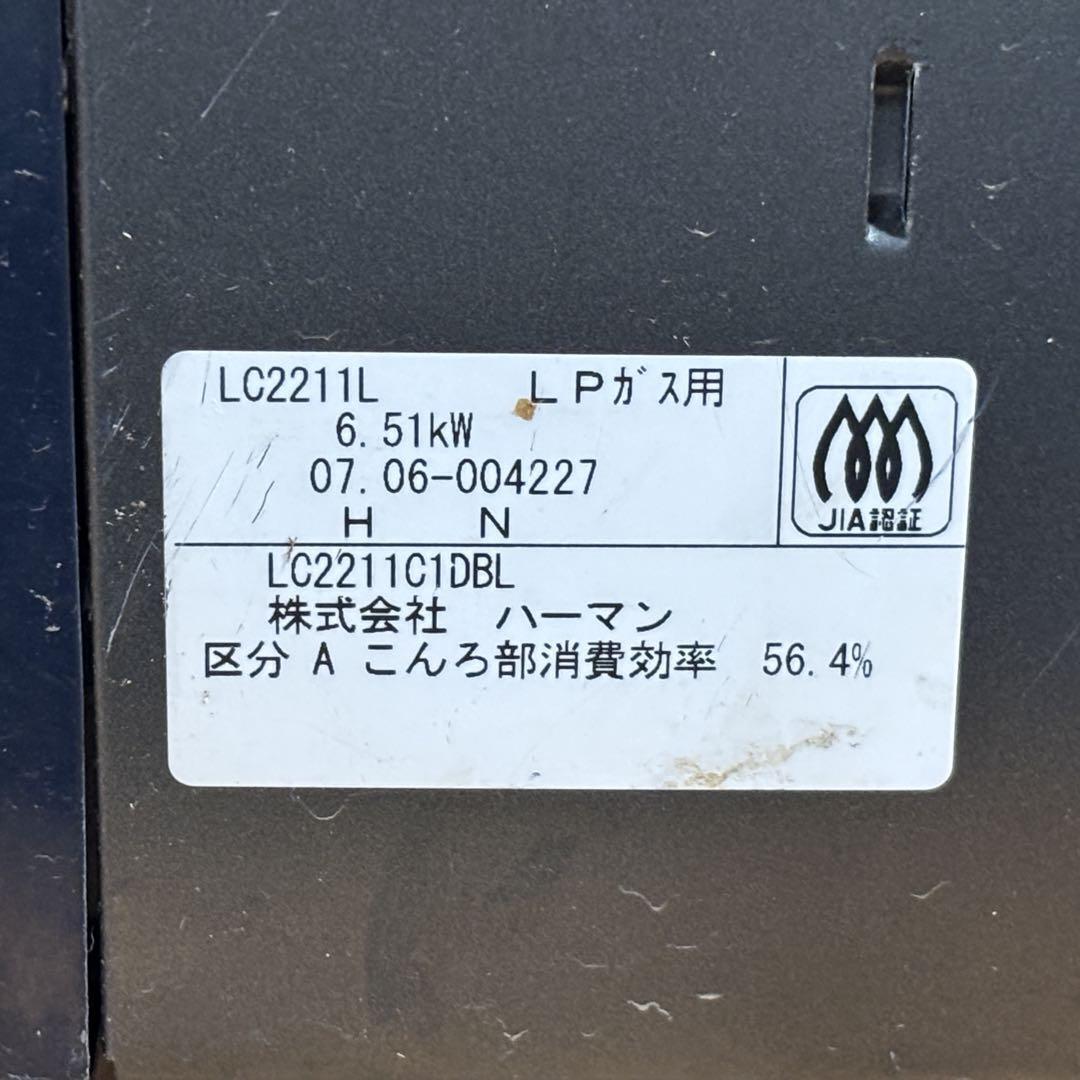 LC2211L LPガス用
6.51kW
07.06-004227
H N
JIA認証
LC2211C1DBL
株式会社 ハーマン
区分 A こんろ部消費効率 56.4%